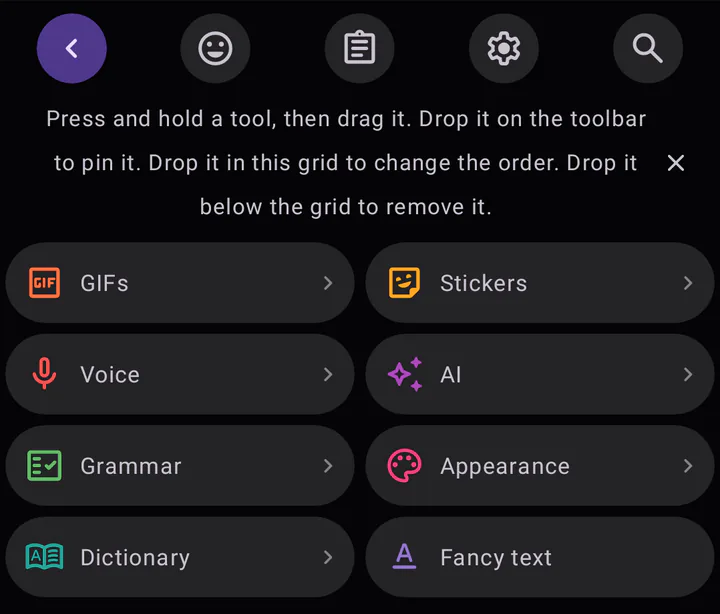 Press and hold a tool, then drag it. Drop it on the toolbar
to pin it. Drop it in this grid to change the order. Drop it
below the grid to remove it.
GIF GIFs
Stickers
Voice
AI
Grammar
Appearance
A Dictionary
A Fancy text